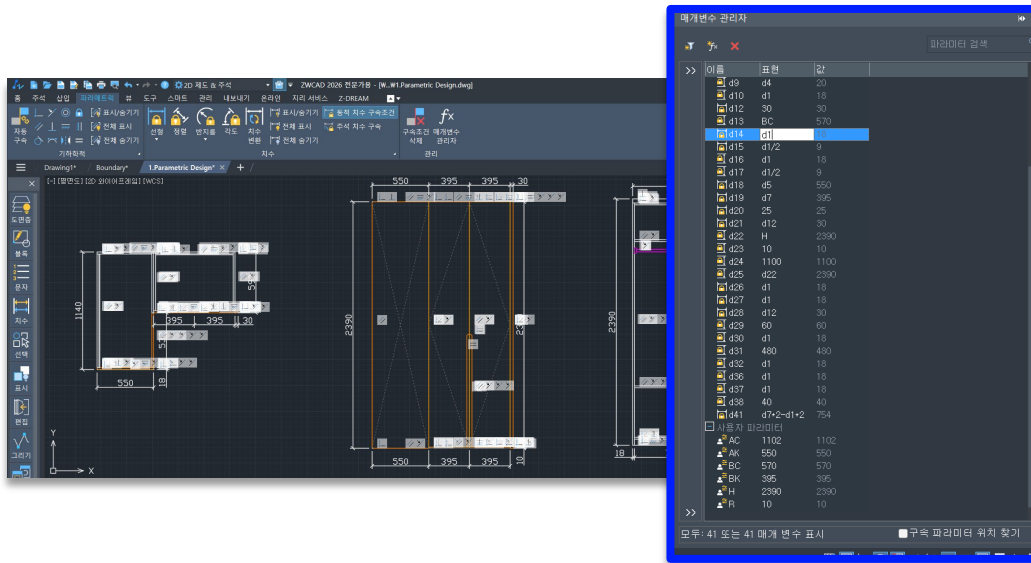 매개변수 관리자
파라미터 검색
이름 표현 값
d9 d4 20
d10 d1 18
d12 30 30
d13 BC 570
d14 d1 18
d15 d1/2 9
d16 d1 18
d17 d1/2 9
d18 d5 550
d19 d7 395
d20 25 25
d21 d12 30
d22 H 2390
d23 10 10
d24 1100 1100
d25 d22 2390
d26 d1 18
d27 d1 18
d28 d12 30
d29 60 60
d30 d1 18
d31 480 480
d32 d1 18
d36 d1 18
d37 d1 18
d38 40 40
d41 d7*2-d1*2 754
사용자 파라미터
AC 1102 1102
AK 550 550
BC 570 570
BK 395 395
H 2390 2390
R 10 10
모두: 41 또는 41 매개 변수 표시
구속 파라미터 위치 찾기
2D 제도 & 주석
ZWCAD 2026 전문가용 - [W...W1.Parametric Design.dwg]
홈 주석 삽입 파라메트릭 뷰 도구 스마트 관리 내보내기 온라인 지리 서비스 Z-DREAM
자동 구속
표시/숨기기
전체 표시
전체 숨기기
기하학적
선형 정렬 반지름 각도 치수 변환
표시/숨기기
전체 표시
전체 숨기기
동적 치수 구속조건
주석 치수 구속
치수
구속조건 삭제
fx
매개변수 관리자
관리
Drawing1* Boundary* 1.Parametric Design*
[-] [평면도] [2D 와이어프레임] [WCS]
도면층
블록
문자
치수
선택
표시
편집
그리기
1140
550
18
395 395 30
550 395 395 30
2390
550 395 395 10
2390
18
Y
X